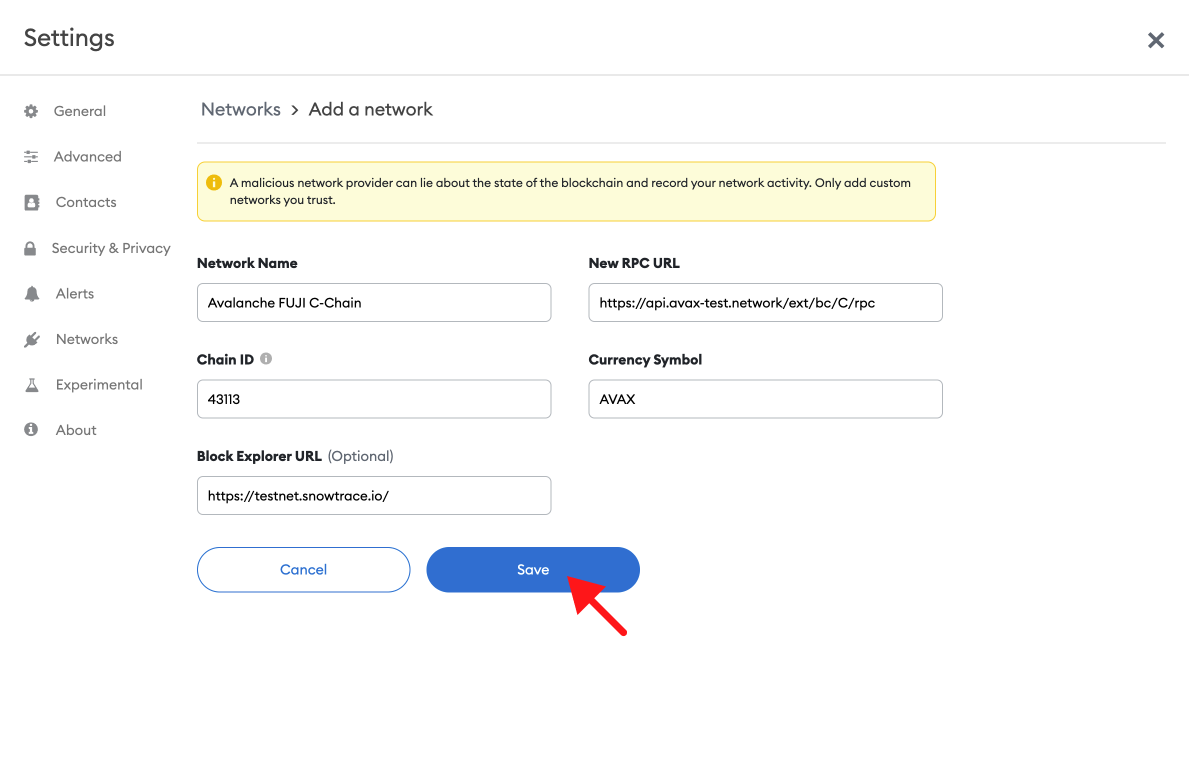 Settings
General
Advanced
Contacts
Security & Privacy
Alerts
Networks
Experimental
About
Networks > Add a network
A malicious network provider can lie about the state of the blockchain and record your network activity. Only add custom
networks you trust.
Network Name
Avalanche FUJI C-Chain
New RPC URL
https://api.avax-test.network/ext/bc/C/rpc
Chain ID
43113
Currency Symbol
AVAX
Block Explorer URL (Optional)
https://testnet.snowtrace.io/
Cancel
Save